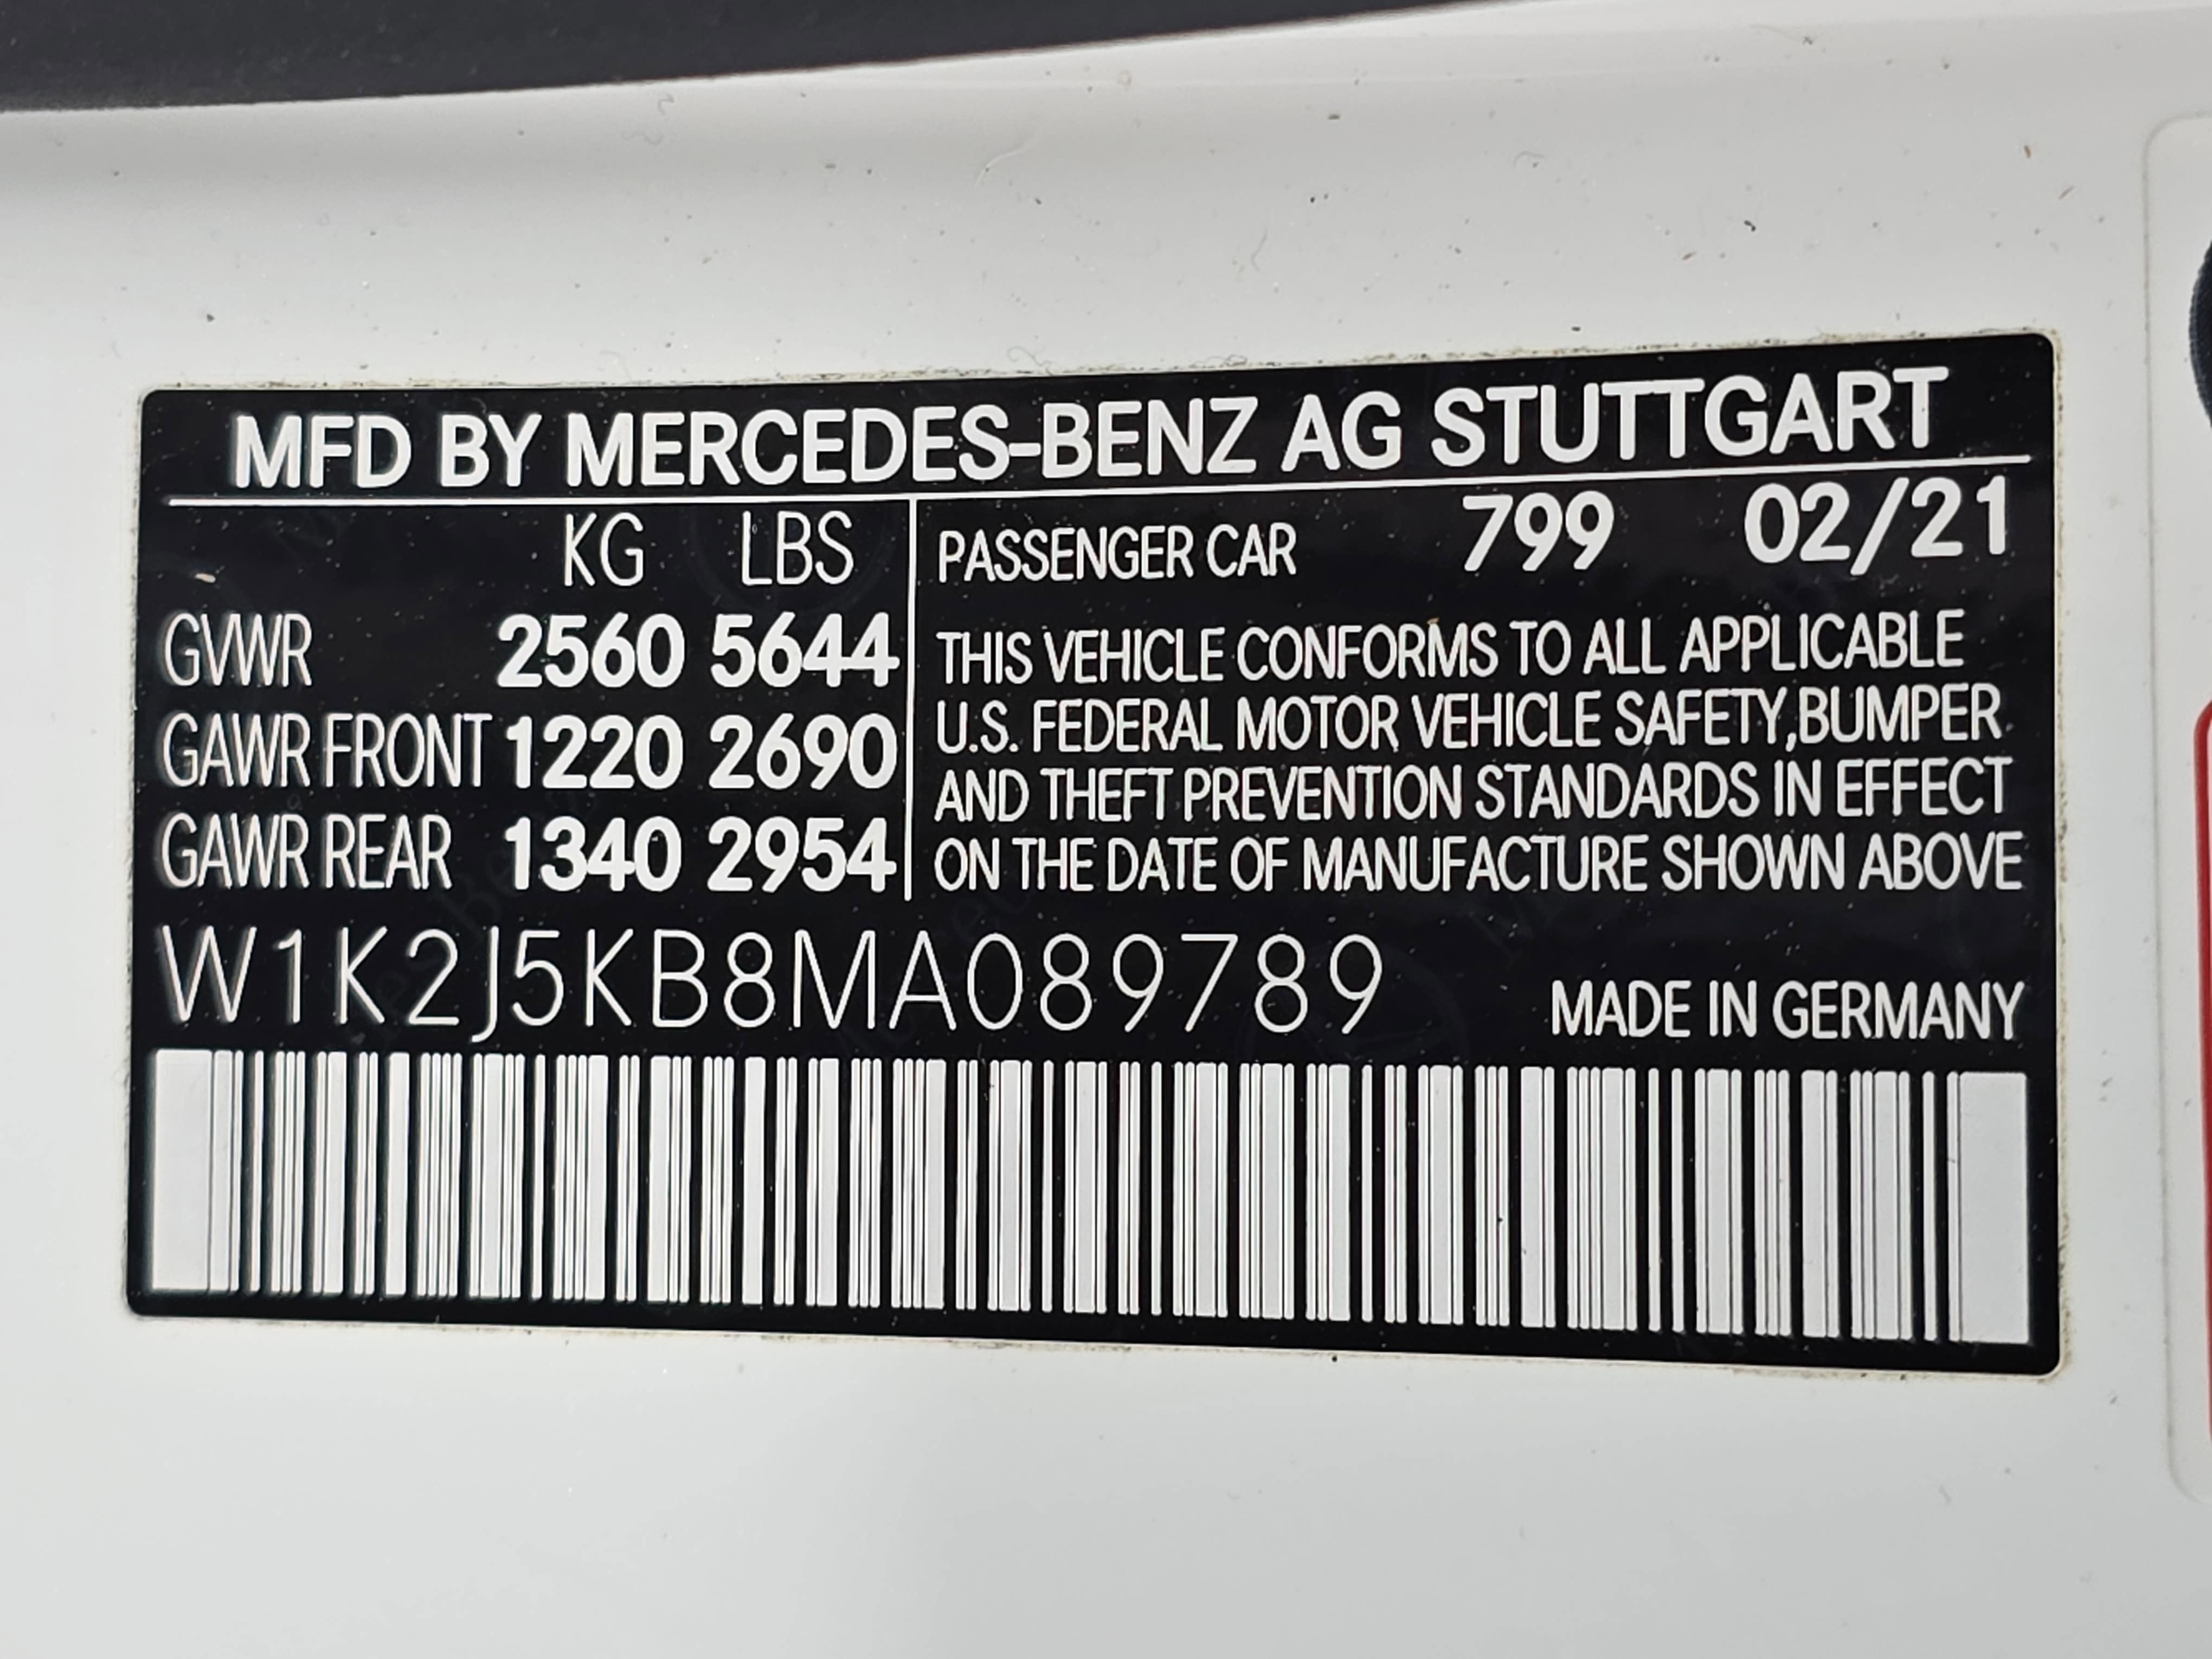 MFD BY MERCEDES-BENZ AG STUTTGART
KG LBS
GVWR 2560 5644
GAWR FRONT 1220 2690
GAWR REAR 1340 2954
PASSENGER CAR 799 02/21
THIS VEHICLE CONFORMS TO ALL APPLICABLE
U.S. FEDERAL MOTOR VEHICLE SAFETY,BUMPER
AND THEFT PREVENTION STANDARDS IN EFFECT
ON THE DATE OF MANUFACTURE SHOWN ABOVE
W1K2J5KB8MA089789
MADE IN GERMANY